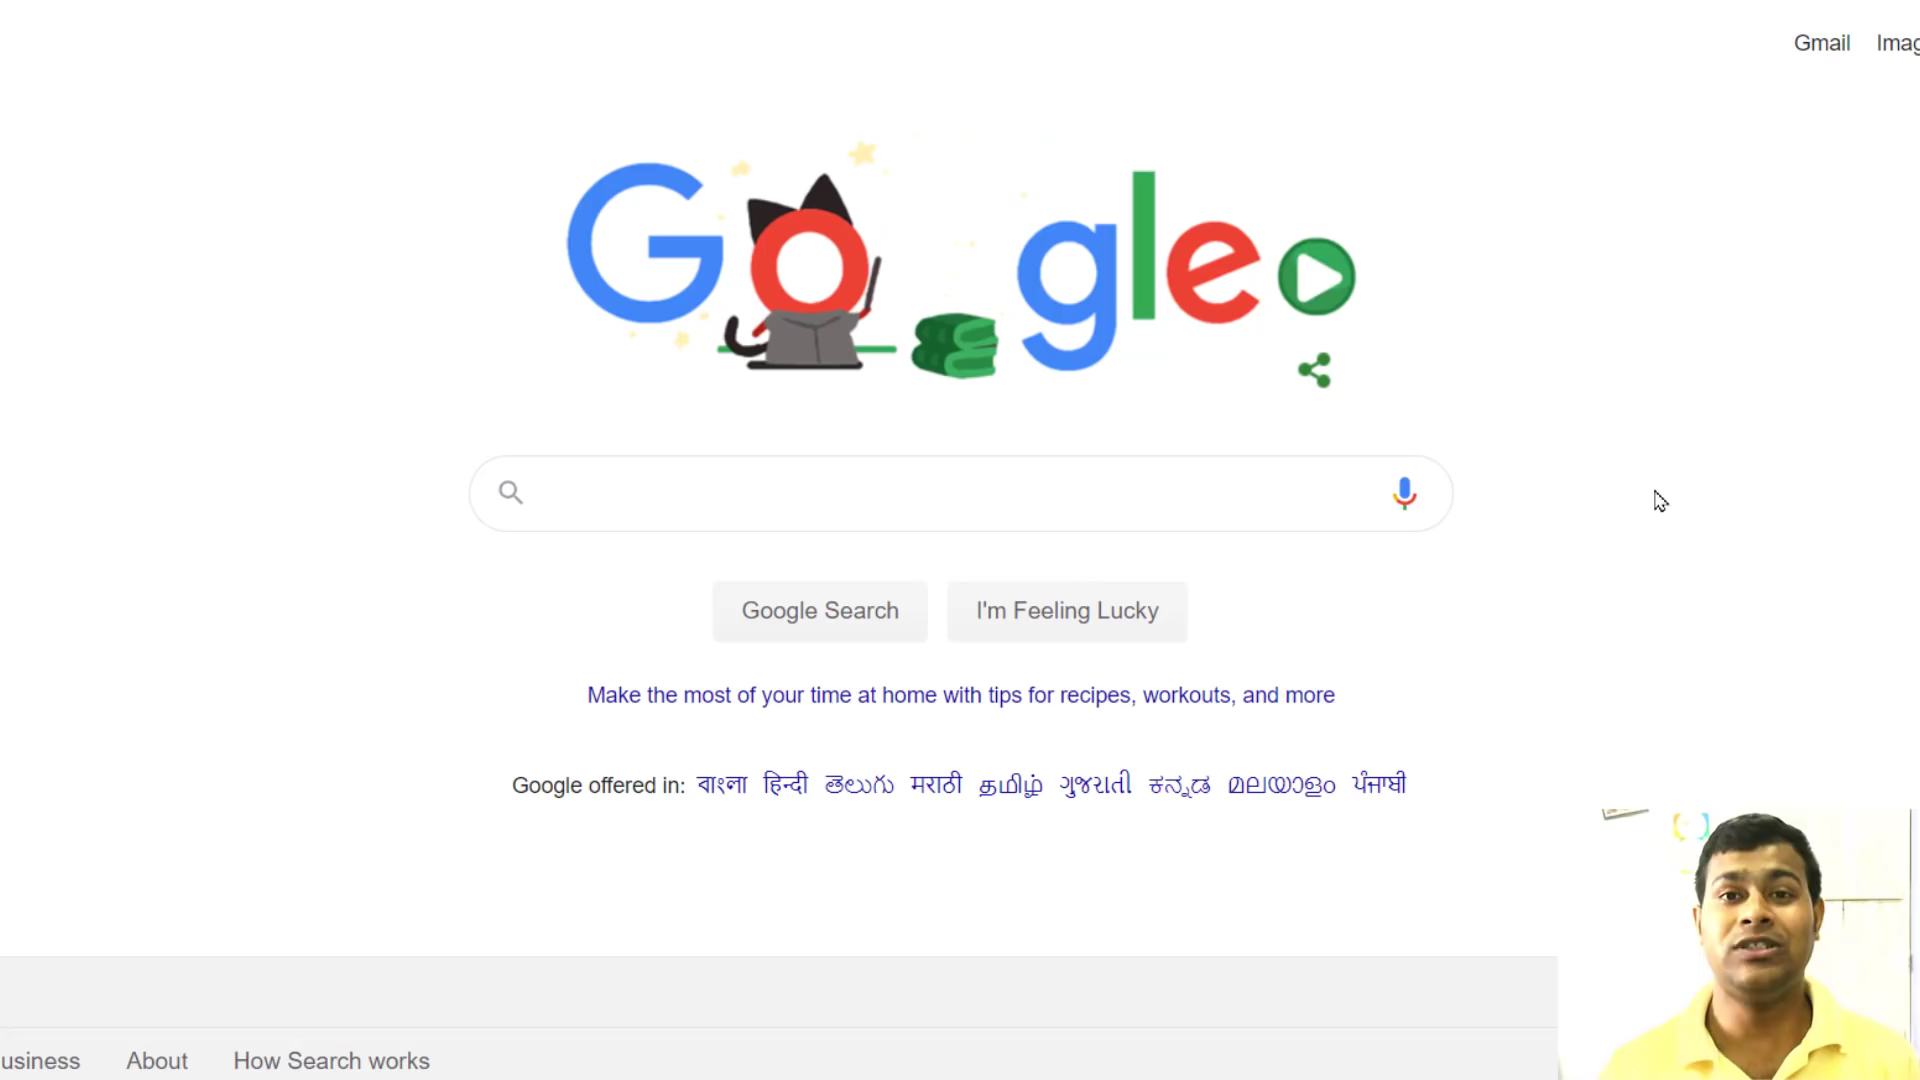 Gmail Imag
Google
Google Search I'm Feeling Lucky
Make the most of your time at home with tips for recipes, workouts, and more
Google offered in: বাংলা हिन्दी తెలుగు मराठी தமிழ் ગુજરાતી ಕನ್ನಡ മലയാളം ਪੰਜਾਬੀ
usiness About How Search works